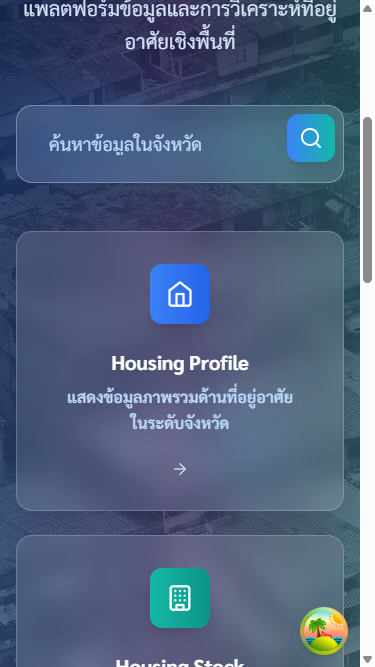 แพลตฟอร์มข้อมูลและการวิเคราะห์ที่อยู่
อาศัยเชิงพื้นที่
ค้นหาข้อมูลในจังหวัด
Housing Profile
แสดงข้อมูลภาพรวมด้านที่อยู่อาศัย
ในระดับจังหวัด
Housing Stock